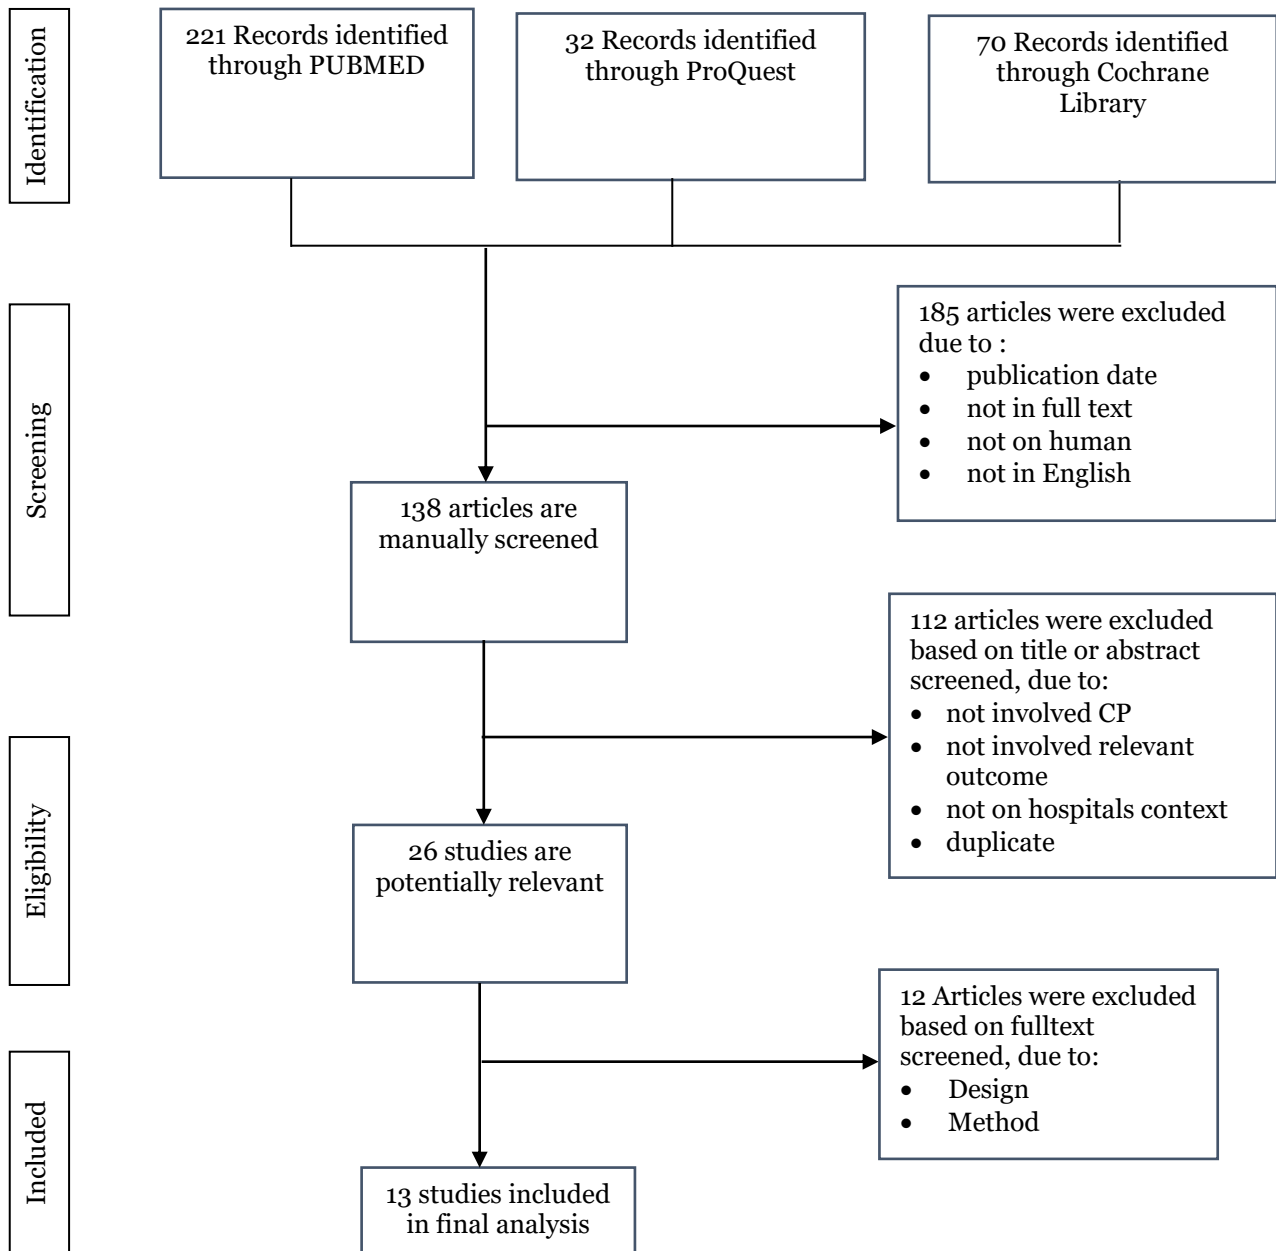 Identification
221 Records identified
through PUBMED
32 Records identified
through ProQuest
70 Records identified
through Cochrane
Library
Screening
185 articles were excluded
due to :
• publication date
• not in full text
• not on human
• not in English
138 articles are
manually screened
112 articles were excluded
based on title or abstract
screened, due to:
• not involved CP
• not involved relevant
outcome
• not on hospitals context
• duplicate
Eligibility
26 studies are
potentially relevant
12 Articles were excluded
based on fulltext
screened, due to:
• Design
• Method
Included
13 studies included
in final analysis